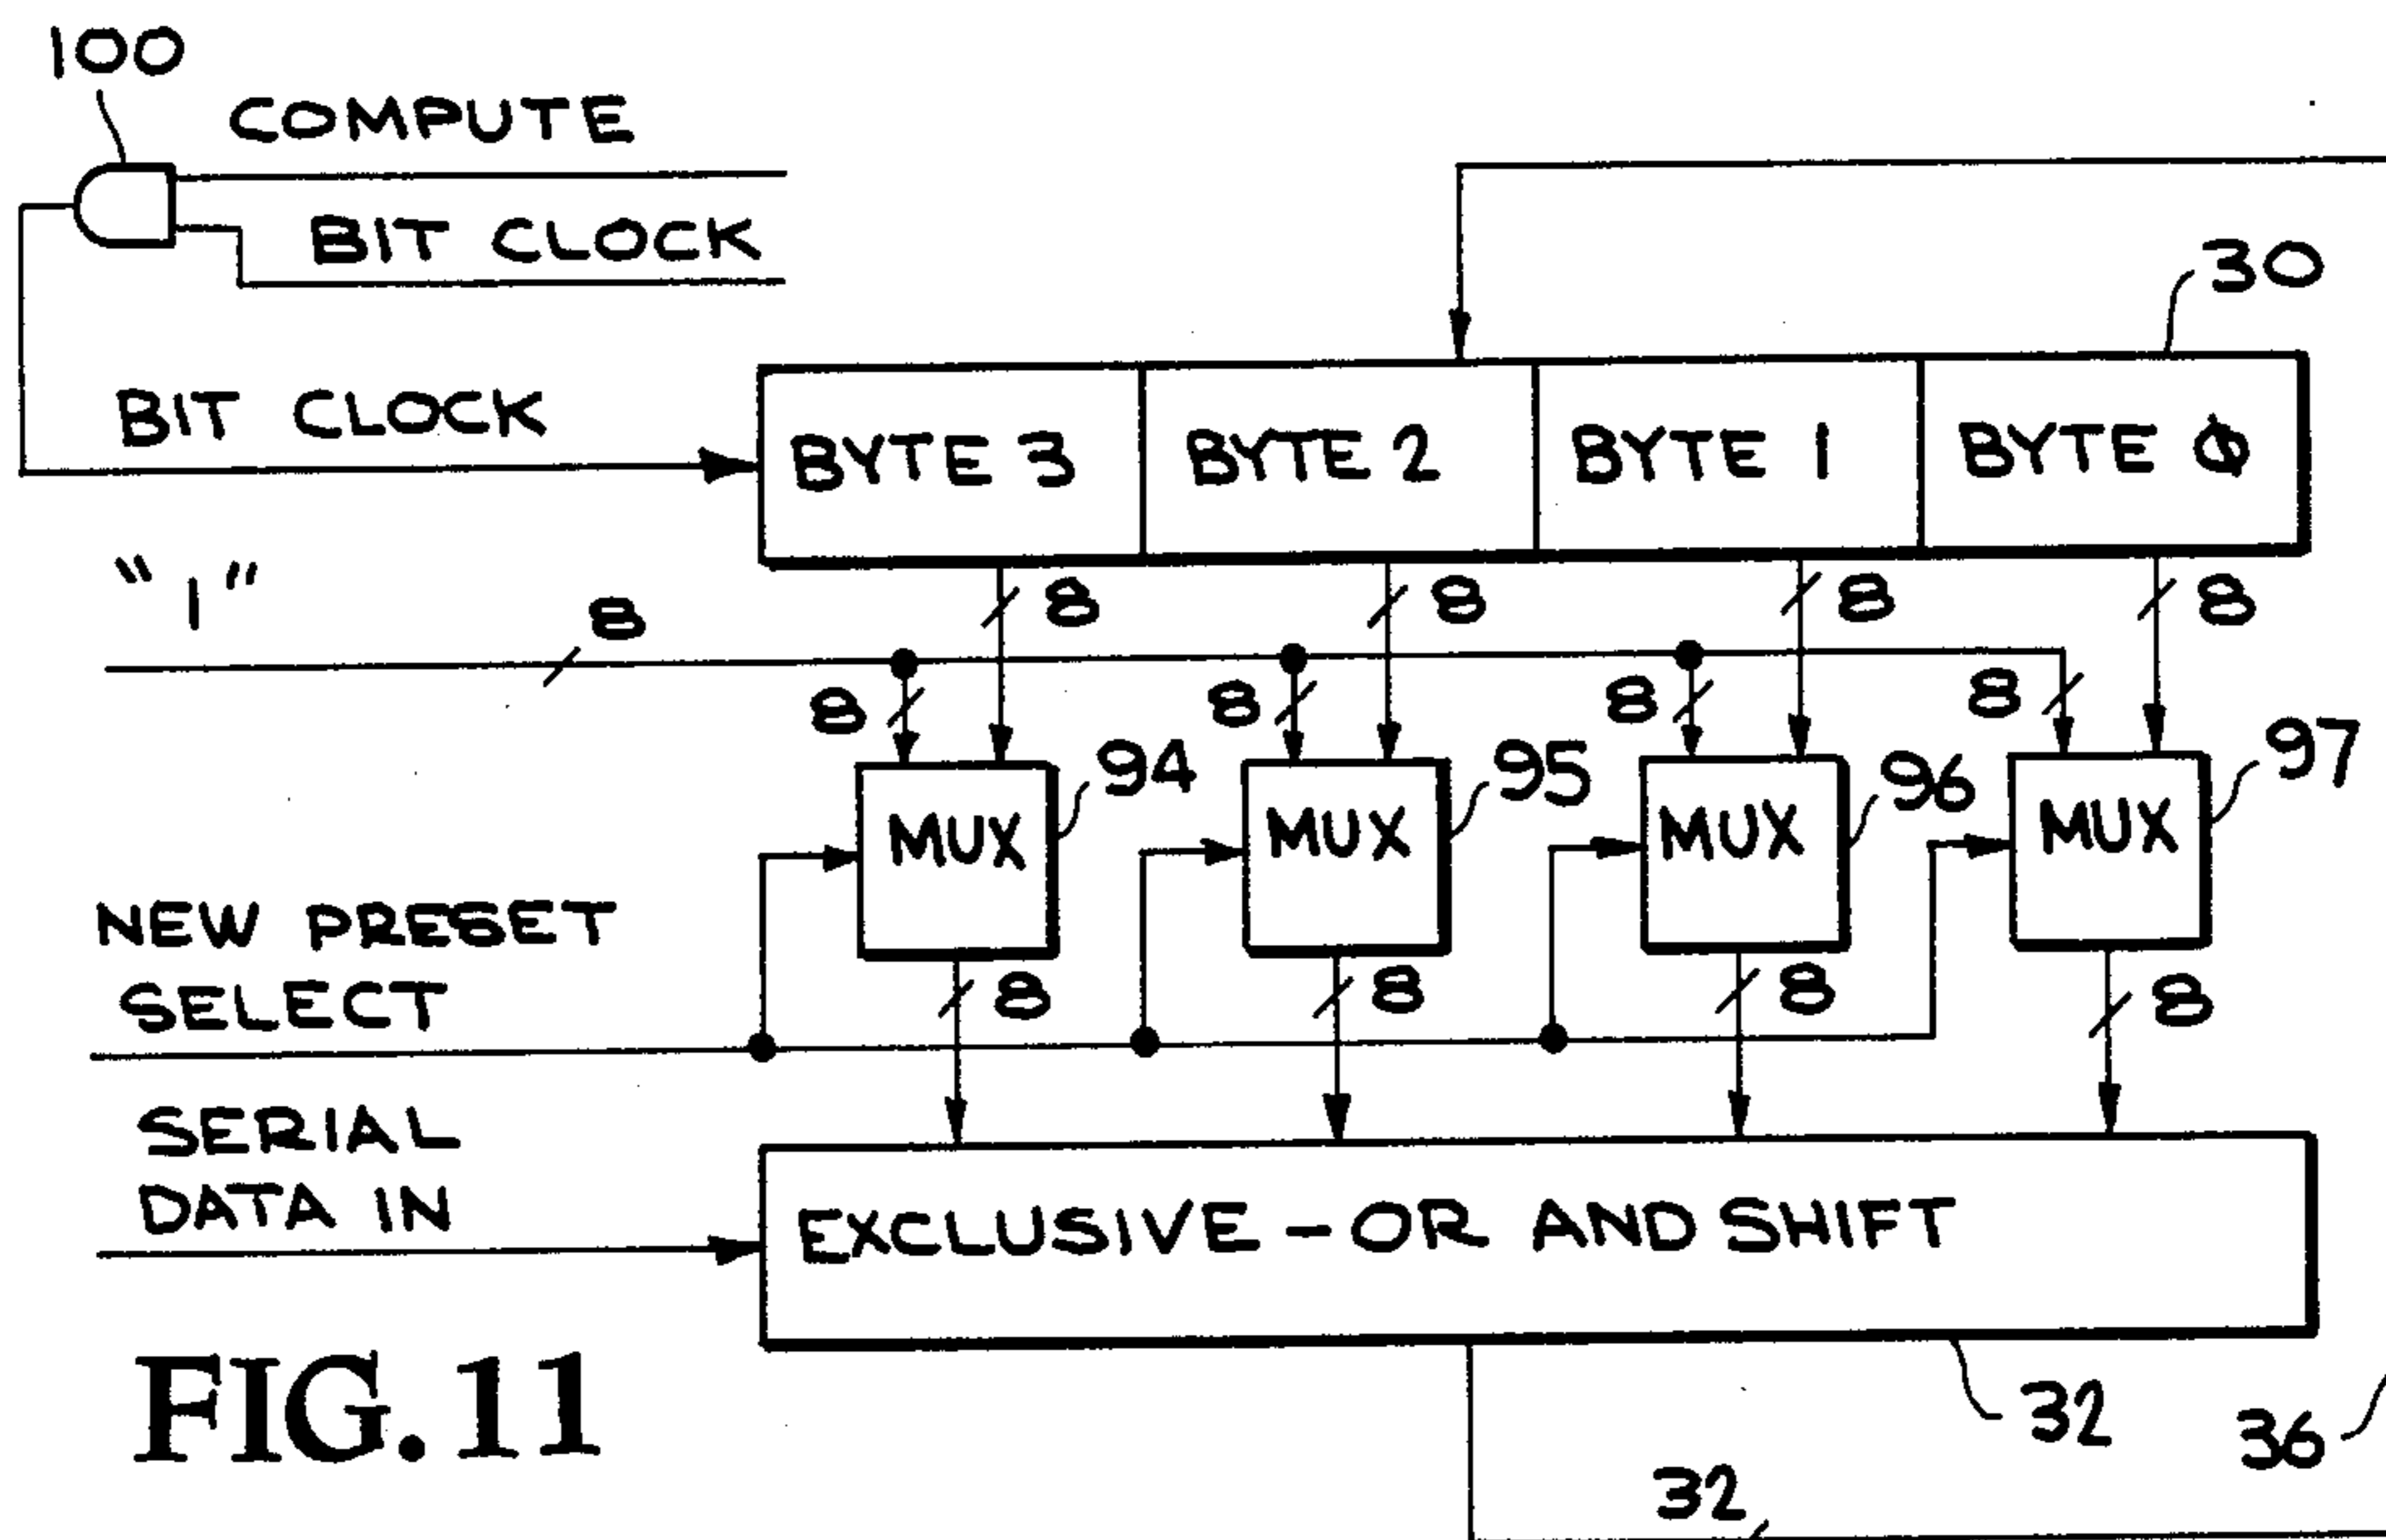 100
COMPUTE
BIT CLOCK
30
BIT CLOCK
BYTE 3
BYTE 2
BYTE 1
BYTE 0
"1"
8
8
8
8
8
8
8
8
8
94
95
96
97
MUX
MUX
MUX
MUX
NEW PRESET
SELECT
8
8
8
8
SERIAL
DATA IN
EXCLUSIVE-OR AND SHIFT
FIG. 11
32
36
32